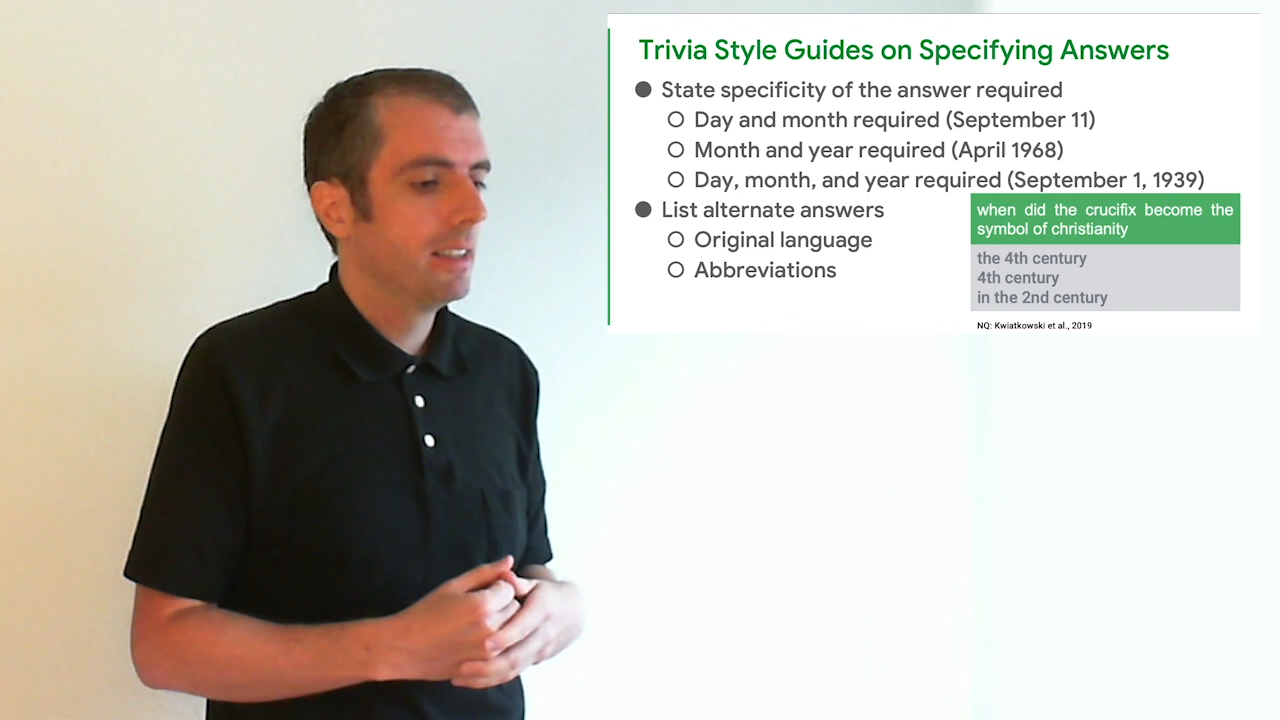 Trivia Style Guides on Specifying Answers
● State specificity of the answer required
○ Day and month required (September 11)
○ Month and year required (April 1968)
○ Day, month, and year required (September 1, 1939)
● List alternate answers
○ Original language
○ Abbreviations
when did the crucifix become the
symbol of christianity
the 4th century
4th century
in the 2nd century
NQ: Kwiatkowski et al., 2019